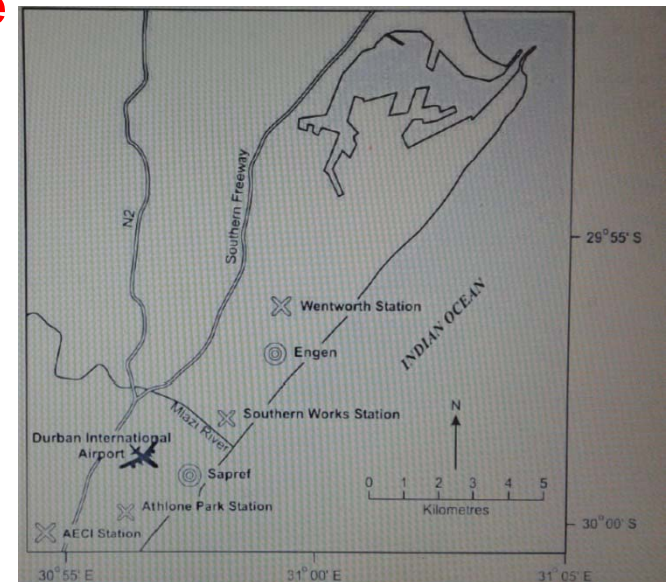 e
N2
Southern Freeway
29°55' S
Wentworth Station
INDIAN OCEAN
Engen
Southern Works Station
Mlazi River
N
Durban International
Airport
Sapref
0 1 2 3 4 5
Kilometres
Athlone Park Station
AECI Station
30°00' S
30°55' E
31°00' E
31°05' E